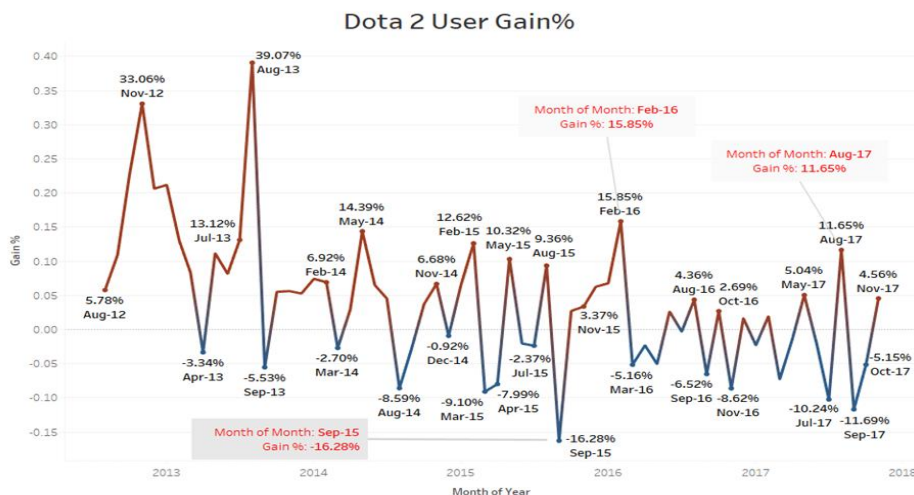 Dota 2 User Gain%
39.07%
Aug-13
0.40
33.06%
Nov-12
0.35
Month of Month: Feb-16
Gain %: 15.85%
0.30
Month of Month: Aug-17
Gain %: 11.65%
0.25
0.20
15.85%
Feb-16
14.39%
May-14
13.12%
Jul-13
12.62%
Feb-15
10.32%
May-15
11.65%
Aug-17
0.15
9.36%
Aug-15
0.10
6.92%
Feb-14
6.68%
Nov-14
4.36%
Aug-16
2.69%
Oct-16
5.04%
May-17
4.56%
Nov-17
0.05
5.78%
Aug-12
3.37%
Nov-15
0.00
-3.34%
Apr-13
-5.53%
Sep-13
-2.70%
Mar-14
-0.92%
Dec-14
-2.37%
Jul-15
-5.16%
Mar-16
-5.15%
Oct-17
-0.05
-8.59%
Aug-14
-9.10%
Mar-15
-7.99%
Apr-15
-6.52%
Sep-16
-8.62%
Nov-16
-10.24%
Jul-17
-11.69%
Sep-17
-0.10
Month of Month: Sep-15
Gain %: -16.28%
-16.28%
Sep-15
-0.15
Gain %
2013
2014
2015
2016
2017
2018
Month of Year